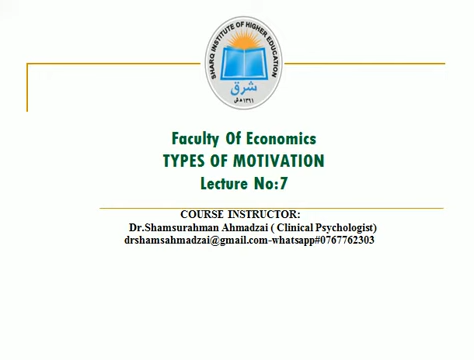 SHARQ INSTITUTE OF HIGHER EDUCATION
شرق
۱۳۹۱ ه ق
Faculty Of Economics
TYPES OF MOTIVATION
Lecture No:7
COURSE INSTRUCTOR:
Dr.Shamsurahman Ahmadzai ( Clinical Psychologist)
drshamsahmadzai@gmail.com-whatsapp#0767762303